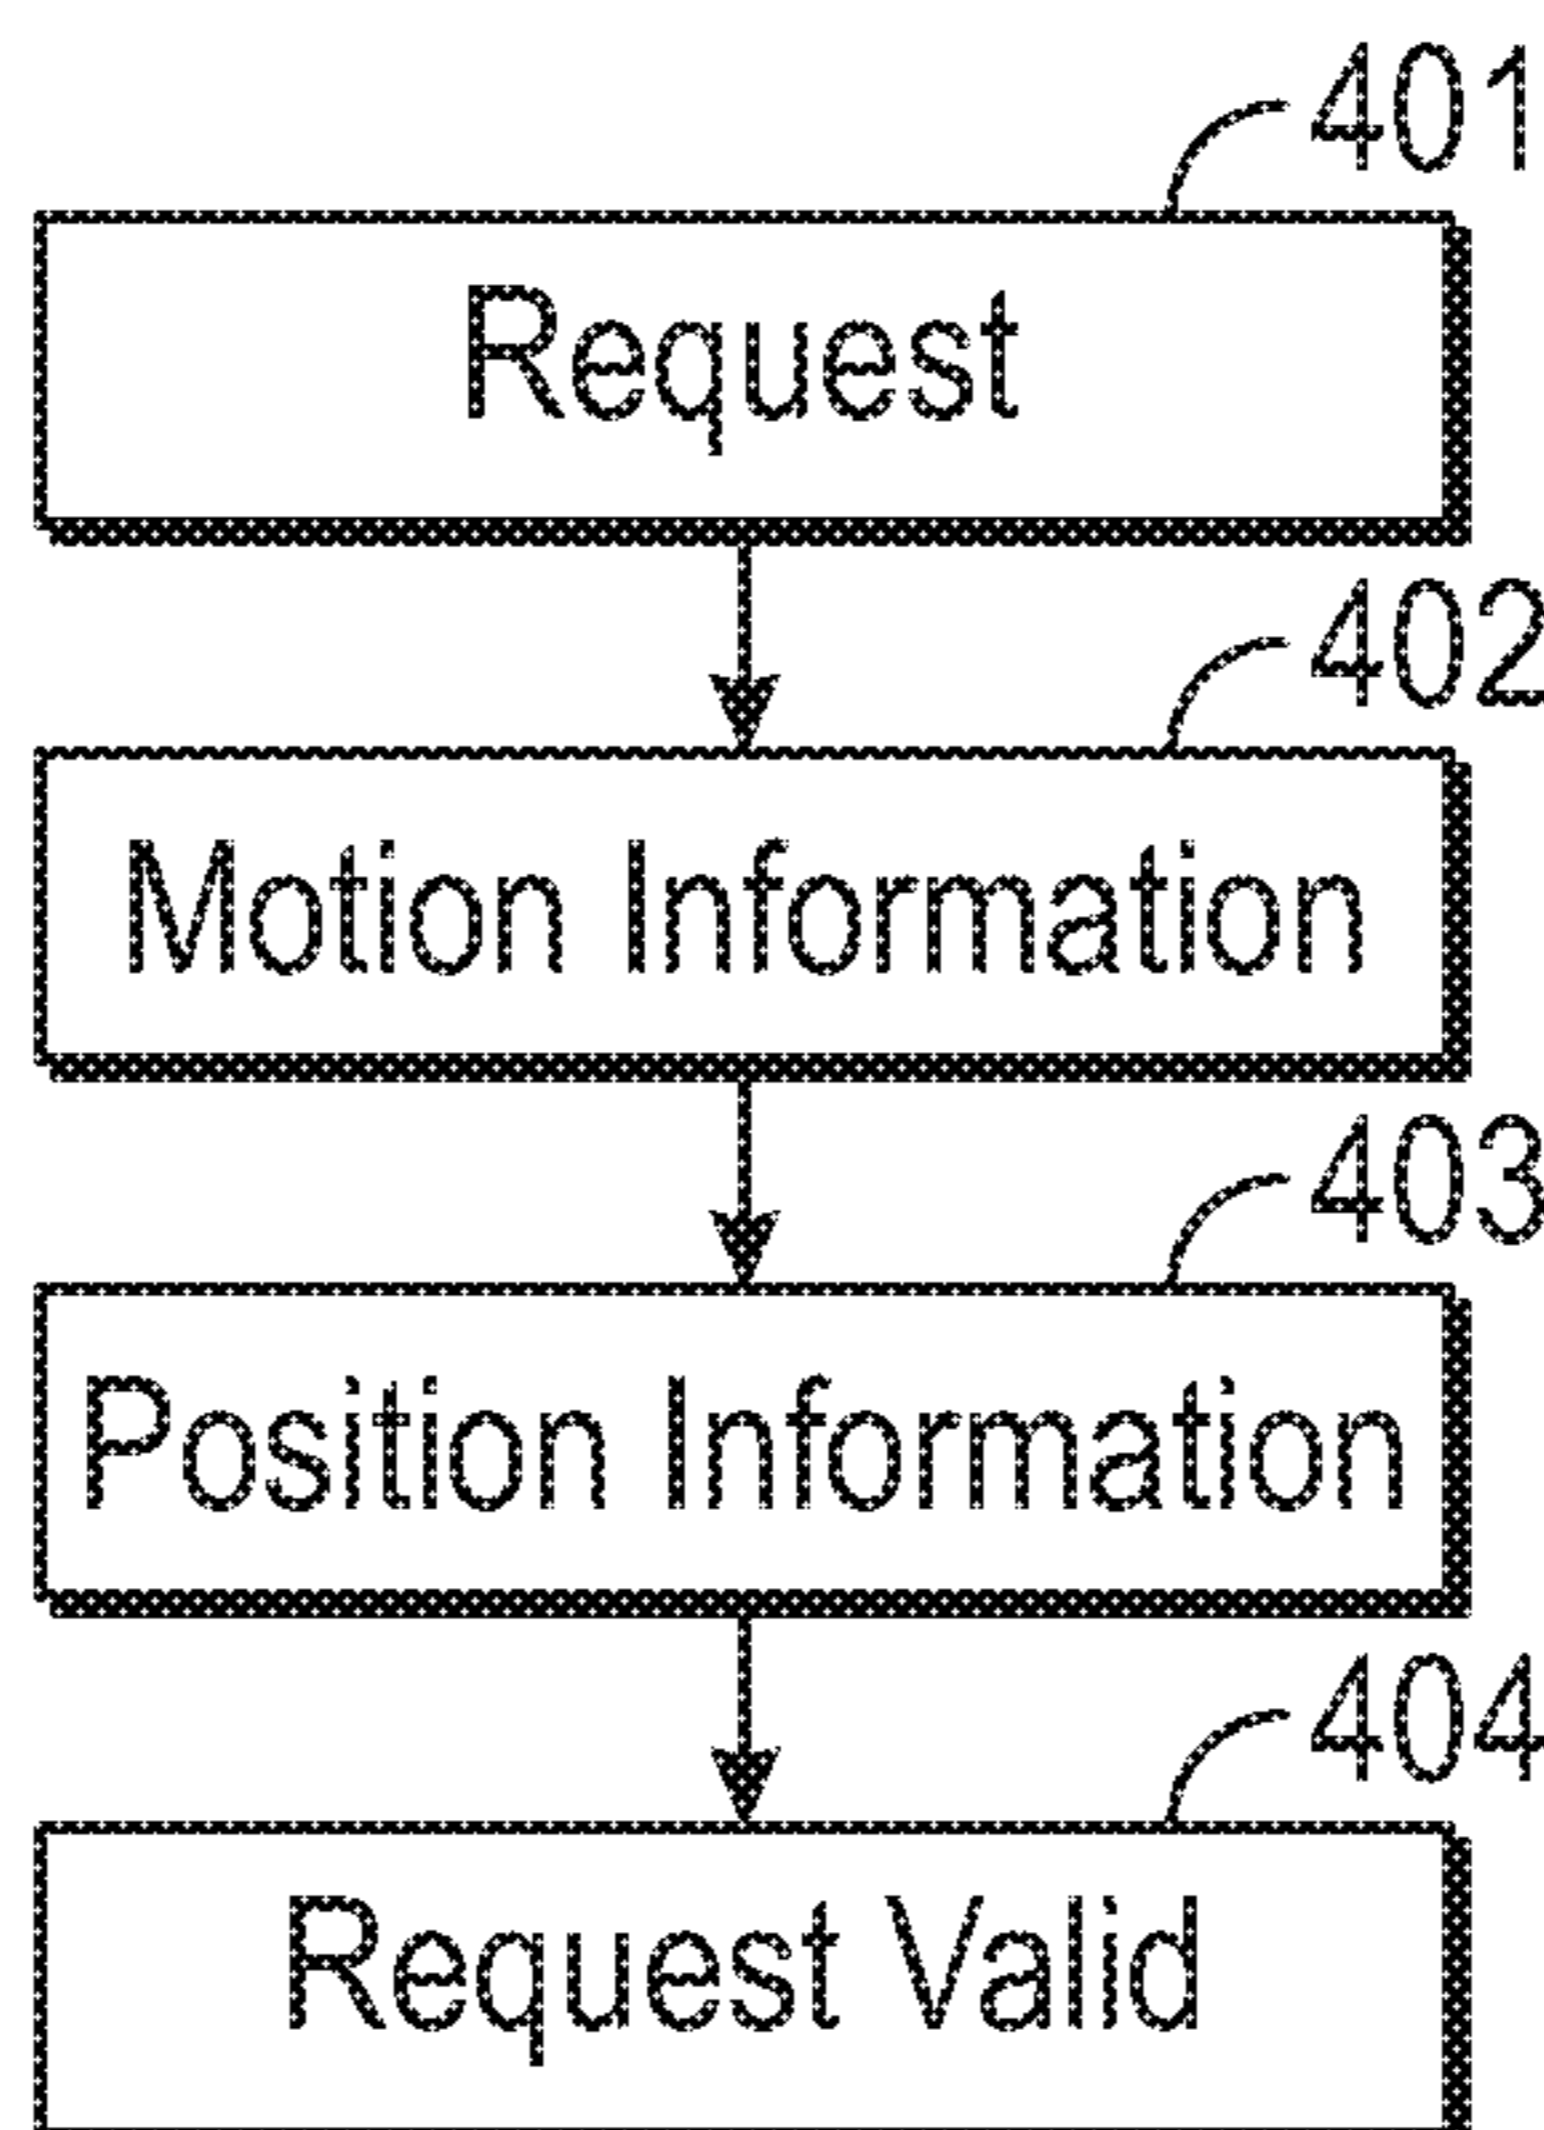 401
Request
402
Motion Information
403
Position Information
404
Request Valid